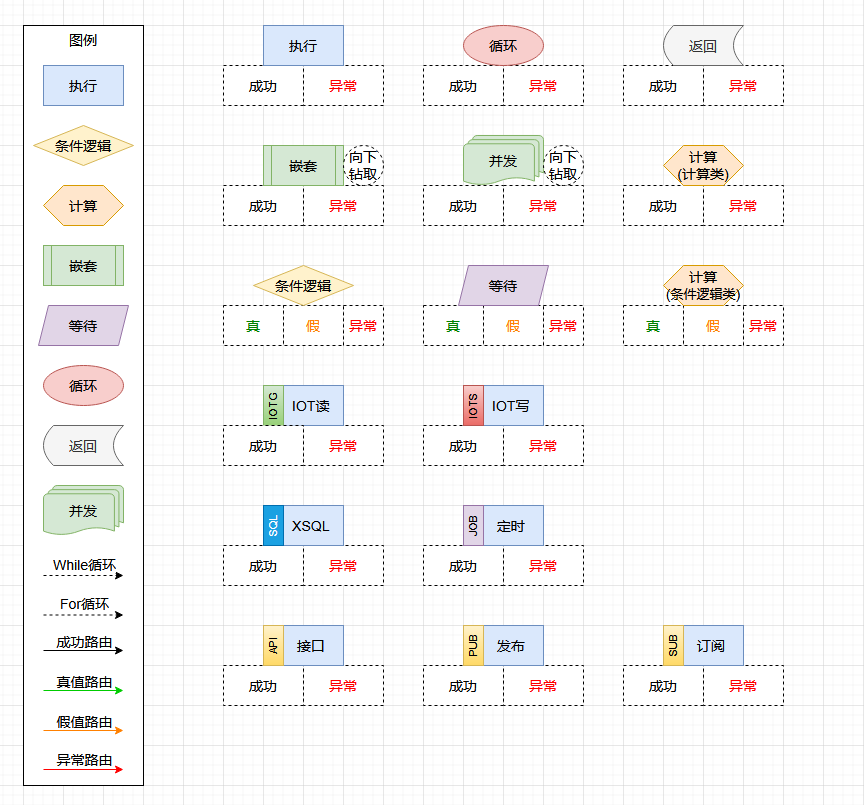 图例
执行
条件逻辑
计算
嵌套
等待
循环
返回
并发
While循环
For循环
成功路由
真值路由
假值路由
异常路由
执行
成功 异常
循环
成功 异常
返回
成功 异常
嵌套
向下
钻取
成功 异常
并发
向下
钻取
成功 异常
计算
(计算类)
成功 异常
条件逻辑
真 假 异常
等待
真 假 异常
计算
(条件逻辑类)
真 假 异常
IOTG IOT读
成功 异常
IOTS IOT写
成功 异常
SQL XSQL
成功 异常
JOB 定时
成功 异常
API 接口
成功 异常
PUB 发布
成功 异常
SUB 订阅
成功 异常